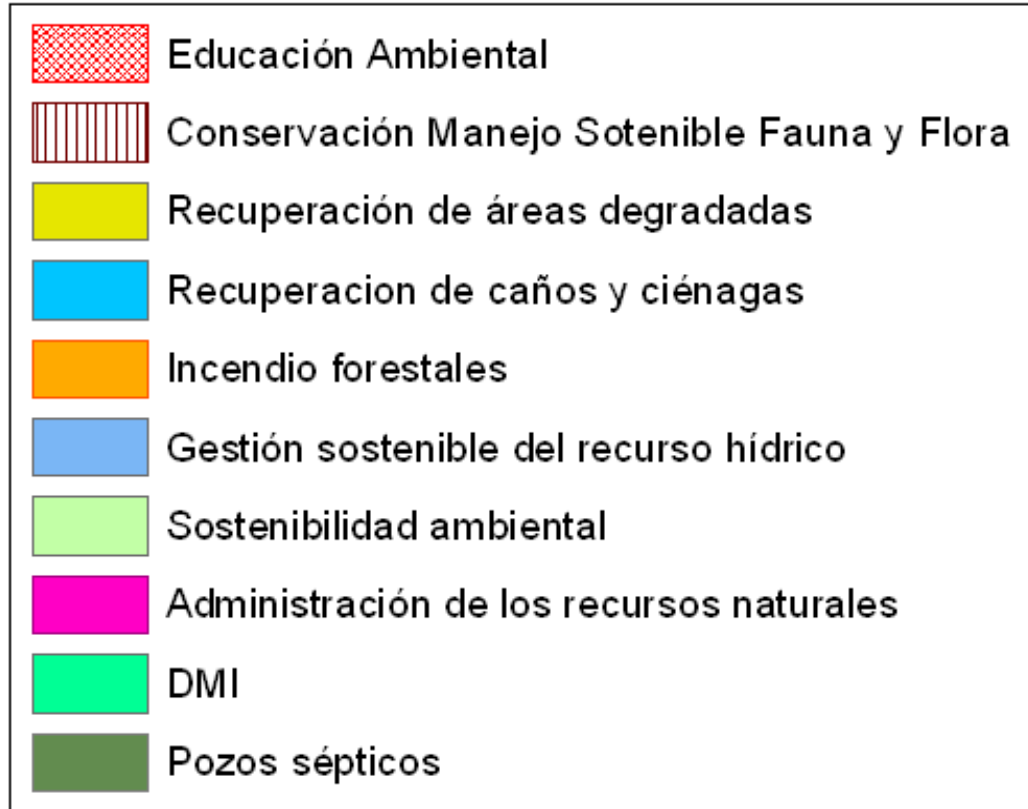 Educación Ambiental
Conservación Manejo Sotenible Fauna y Flora
Recuperación de áreas degradadas
Recuperacion de caños y ciénagas
Incendio forestales
Gestión sostenible del recurso hídrico
Sostenibilidad ambiental
Administración de los recursos naturales
DMI
Pozos sépticos